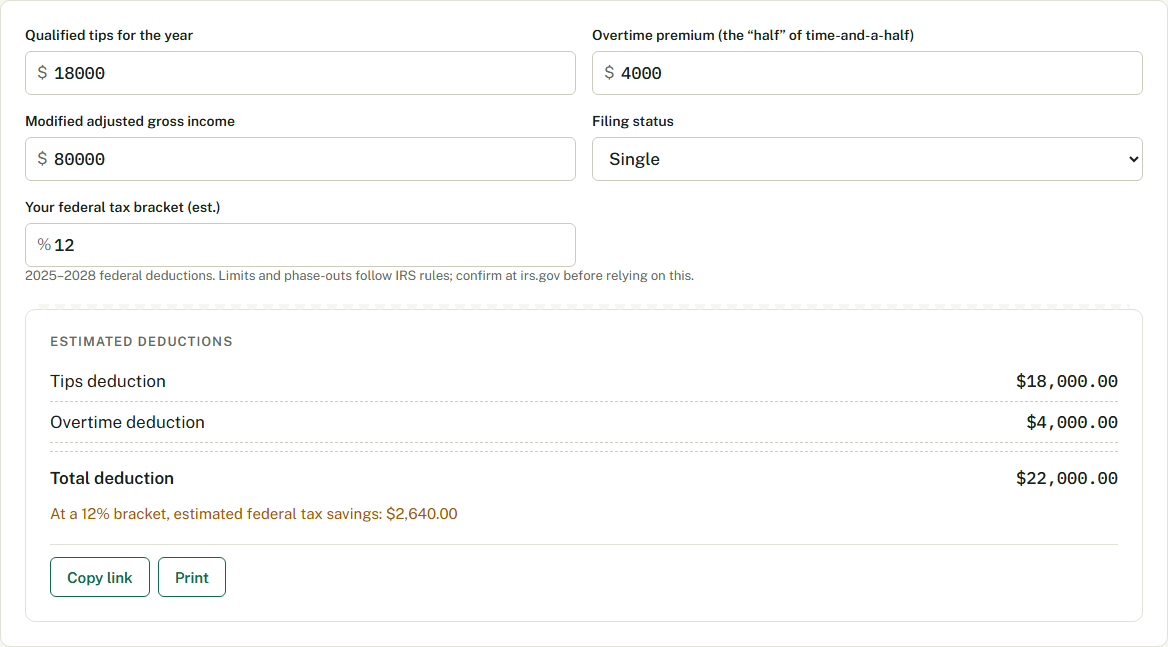 Qualified tips for the year
Overtime premium (the “half” of time-and-a-half)
$ 18000
$ 4000
Modified adjusted gross income
Filing status
$ 80000
Single
Your federal tax bracket (est.)
% 12
2025–2028 federal deductions. Limits and phase-outs follow IRS rules; confirm at irs.gov before relying on this.
ESTIMATED DEDUCTIONS
Tips deduction $18,000.00
Overtime deduction $4,000.00
Total deduction $22,000.00
At a 12% bracket, estimated federal tax savings: $2,640.00
Copy link
Print